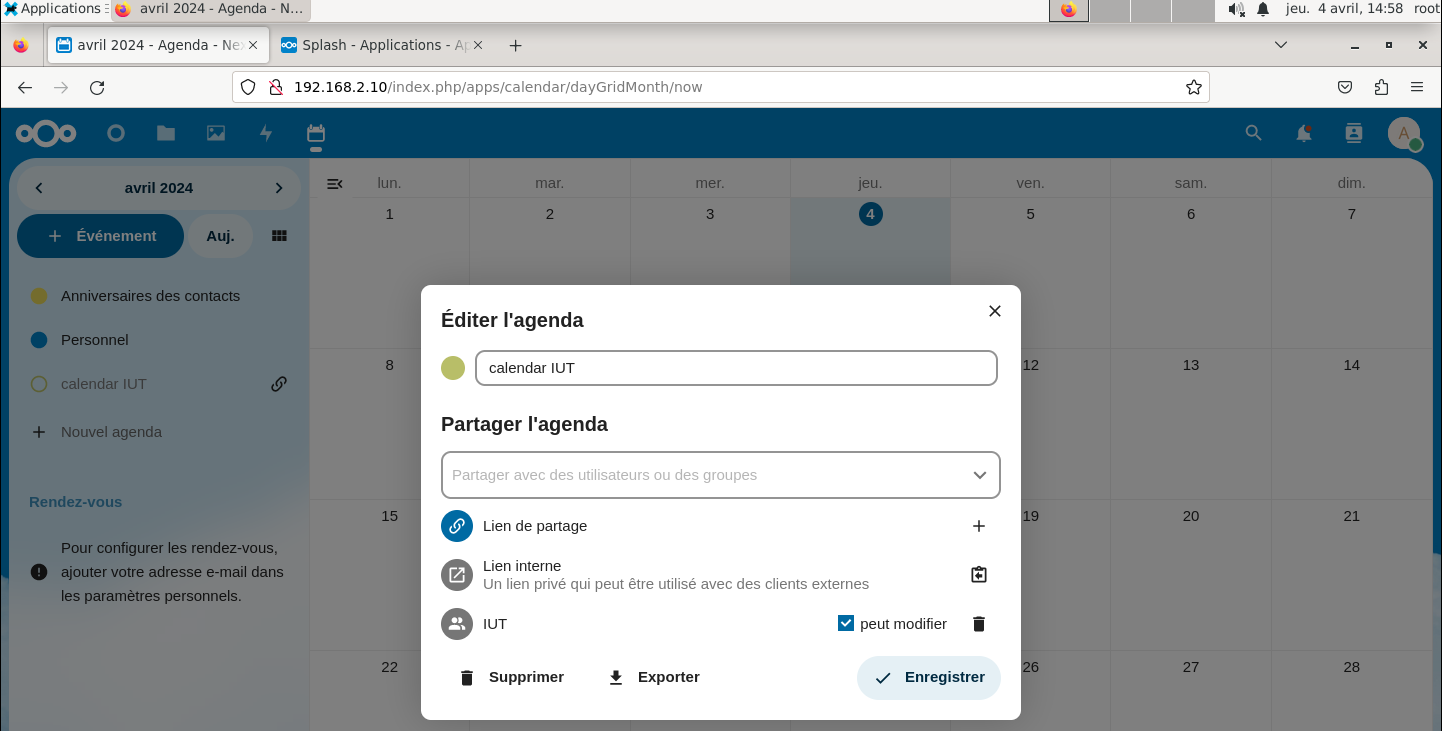 Applications
avril 2024 - Agenda - N...
jeu. 4 avril, 14:58
root
avril 2024 - Agenda - Nex
Splash - Applications - Ap
192.168.2.10/index.php/apps/calendar/dayGridMonth/now
A
avril 2024
lun. mar. mer. jeu. ven. sam. dim.
1 2 3 4 5 6 7
Événement
Auj.
Anniversaires des contacts
Personnel
calendar IUT
Nouvel agenda
Rendez-vous
Pour configurer les rendez-vous,
ajouter votre adresse e-mail dans
les paramètres personnels.
8 12 13 14
15 19 20 21
22 26 27 28
Éditer l'agenda
calendar IUT
Partager l'agenda
Partager avec des utilisateurs ou des groupes
Lien de partage
Lien interne
Un lien privé qui peut être utilisé avec des clients externes
IUT
peut modifier
Supprimer
Exporter
Enregistrer